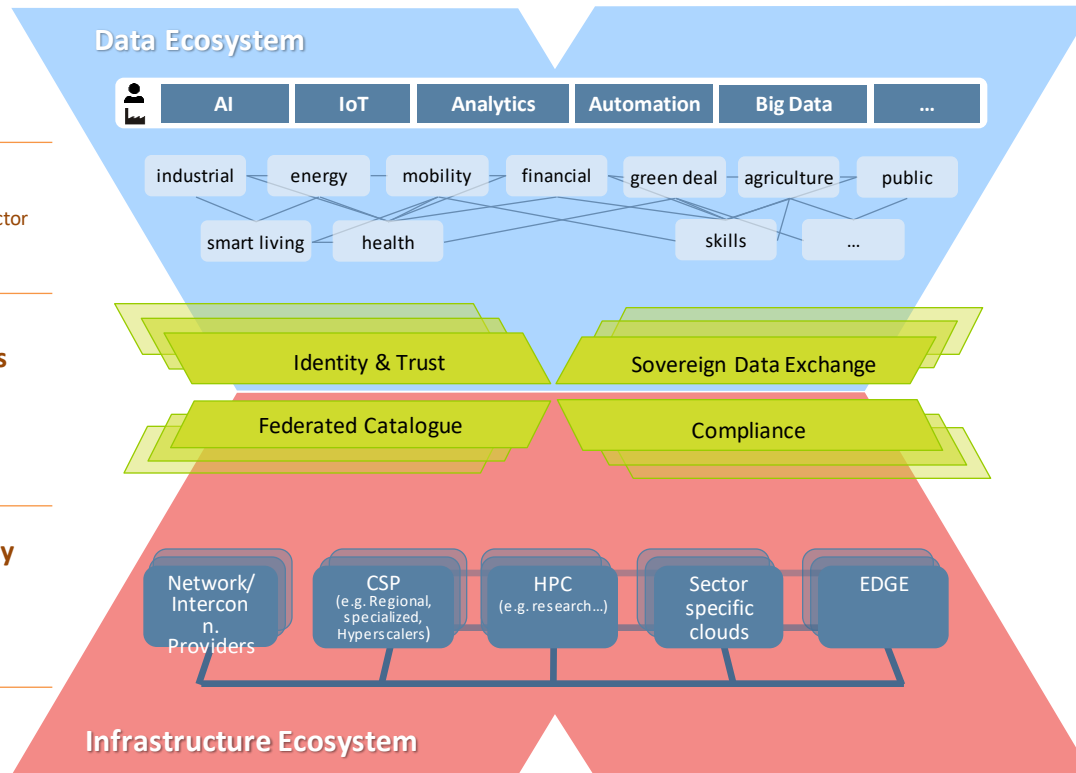 Data Ecosystem
AI IoT Analytics Automation Big Data ...
industrial energy mobility financial green deal agriculture public
ctor
smart living health skills ...
s
Identity & Trust Sovereign Data Exchange
Federated Catalogue Compliance
y
Network/
Intercon
n.
Providers
CSP
(e.g. Regional,
specialized,
Hyperscalers)
HPC
(e.g. research...)
Sector
specific
clouds
EDGE
Infrastructure Ecosystem